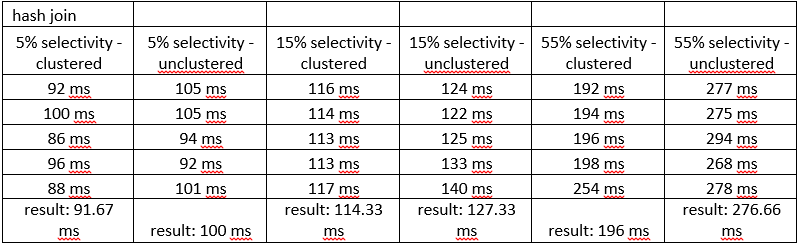 hash join
5% selectivity - clustered 5% selectivity - unclustered 15% selectivity - clustered 15% selectivity - unclustered 55% selectivity - clustered 55% selectivity - unclustered
92 ms 105 ms 116 ms 124 ms 192 ms 277 ms
100 ms 105 ms 114 ms 122 ms 194 ms 275 ms
86 ms 94 ms 113 ms 125 ms 196 ms 294 ms
96 ms 92 ms 113 ms 133 ms 198 ms 268 ms
88 ms 101 ms 117 ms 140 ms 254 ms 278 ms
result: 91.67 ms result: 100 ms result: 114.33 ms result: 127.33 ms result: 196 ms result: 276.66 ms